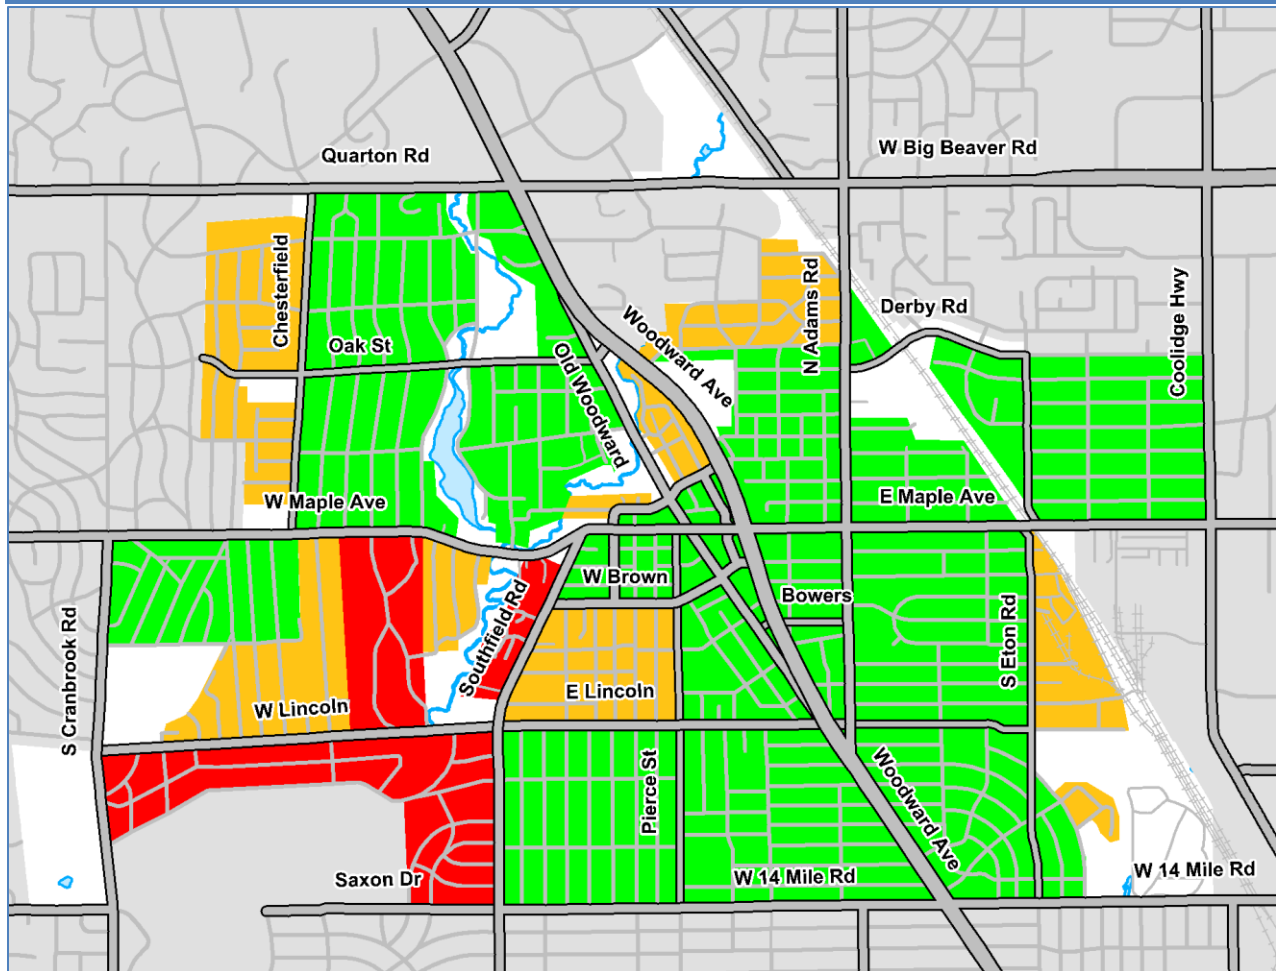 W Big Beaver Rd
Quarton Rd
Chesterfield
N Adams Rd
Derby Rd
Coolidge Hwy
Woodward Ave
Oak St
Old Woodward
W Maple Ave
E Maple Ave
W Brown
Bowers
S Cranbrook Rd
Southfield Rd
S Eton Rd
E Lincoln
W Lincoln
Pierce St
Woodward Ave
W 14 Mile Rd
W 14 Mile Rd
Saxon Dr